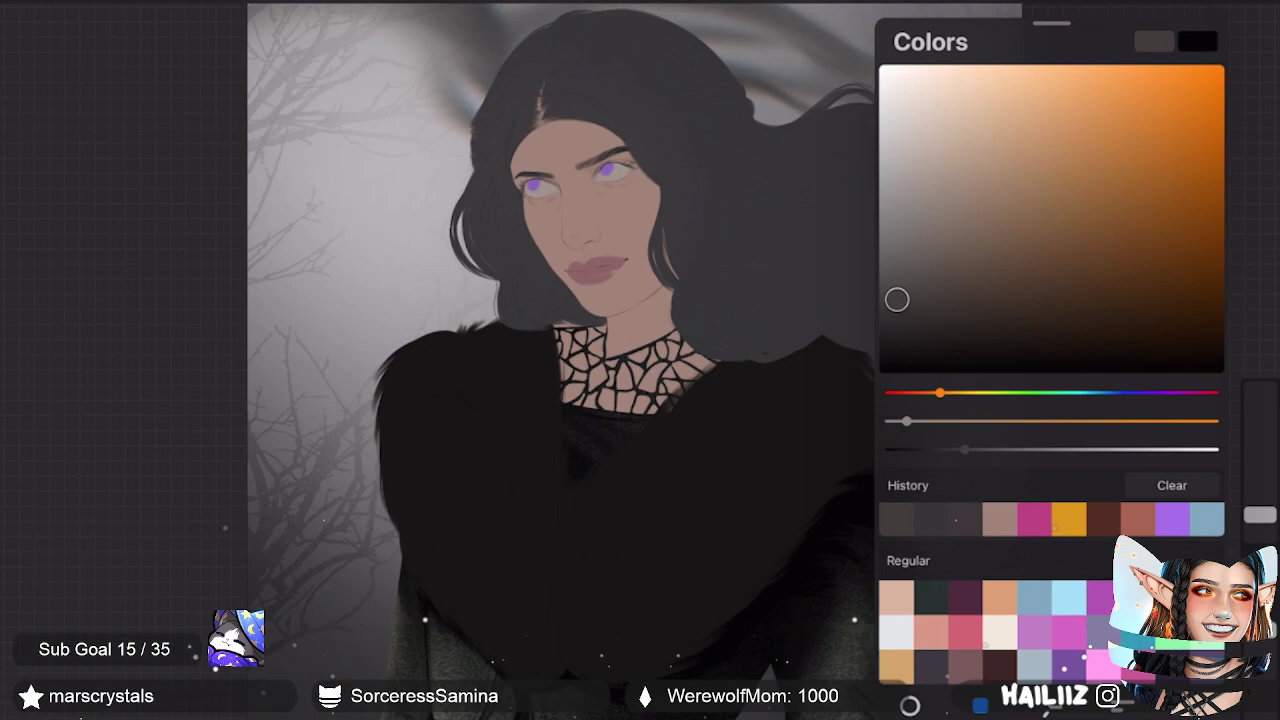 Colors
History
Clear
Regular
Sub Goal 15 / 35
marscrystals
SorceressSamina
WerewolfMom: 1000
HAILIIZ